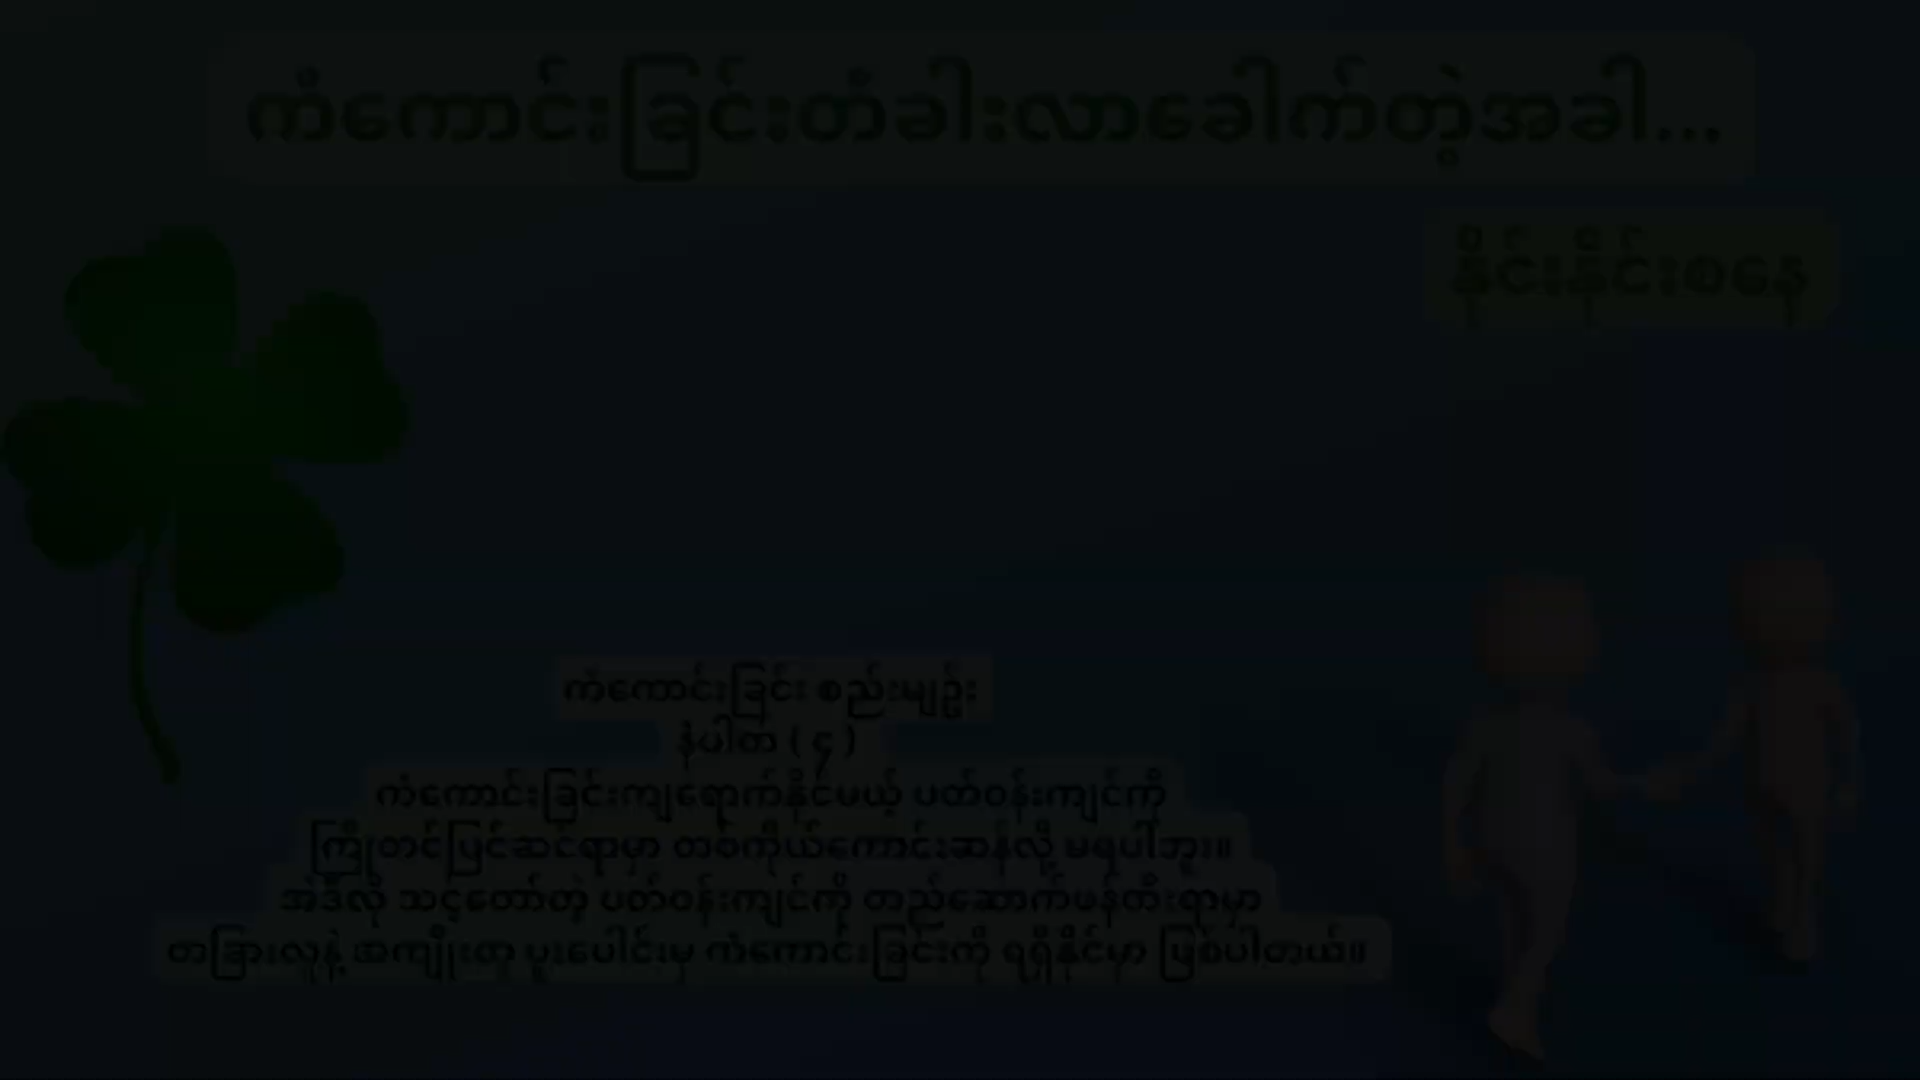 ကံကောင်းခြင်းတံခါးလာခေါက်တဲ့အခါ...
နိုင်းနိုင်းစနေ
ကံကောင်းခြင်း စည်းမျဉ်း
နံပါတ် ( ၄ )
ကံကောင်းခြင်းကျရောက်နိုင်မယ့် ပတ်ဝန်းကျင်ကို
ကြိုတင်ပြင်ဆင်ရာမှာ တစ်ကိုယ်ကောင်းဆန်လို့ မရပါဘူး။
အဲဒီလို သင့်တော်တဲ့ ပတ်ဝန်းကျင်ကို တည်ဆောက်ဖန်တီးရာမှာ
တခြားလူနဲ့ အကျိုးတူ ပူးပေါင်းမှ ကံကောင်းခြင်းကို ရရှိနိုင်မှာ ဖြစ်ပါတယ်။